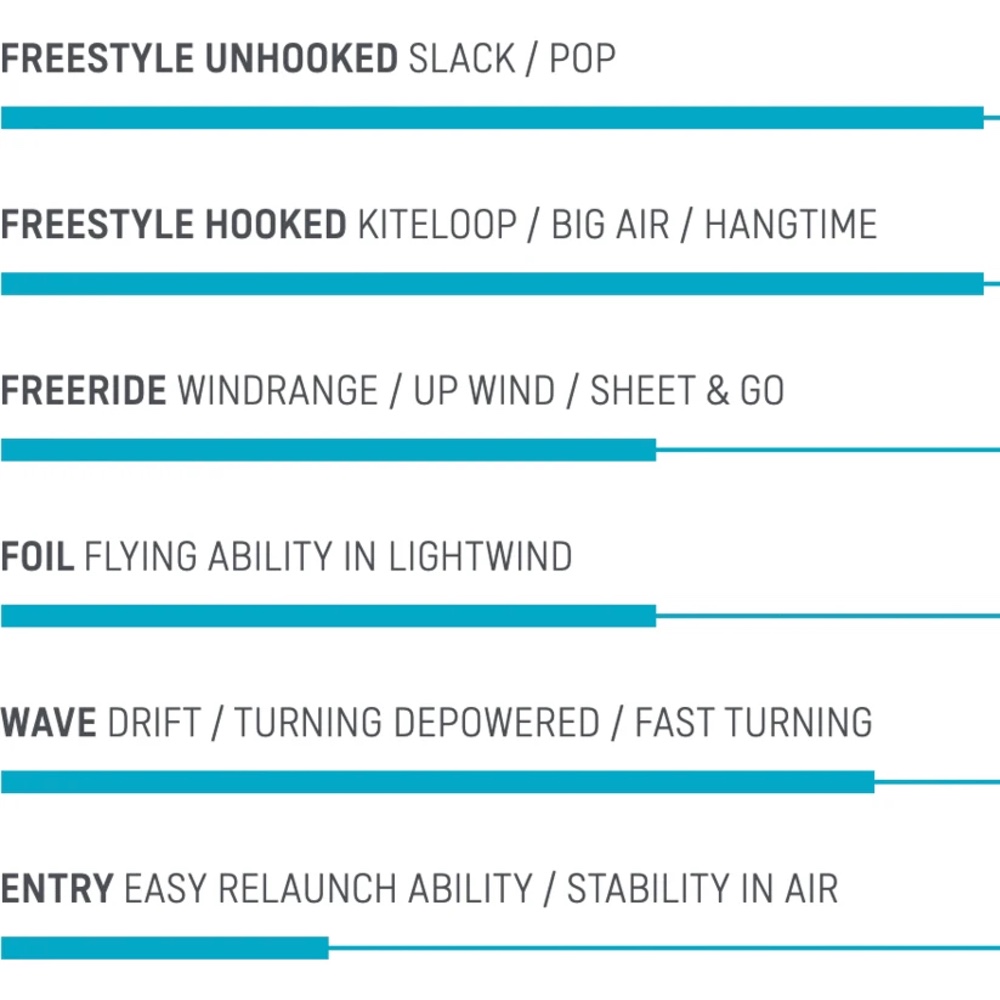 FREESTYLE UNHOOKED SLACK / POP
FREESTYLE HOOKED KITELOOP / BIG AIR / HANGTIME
FREERIDE WINDRANGE / UP WIND / SHEET & GO
FOIL FLYING ABILITY IN LIGHTWIND
WAVE DRIFT / TURNING DEPOWERED / FAST TURNING
ENTRY EASY RELAUNCH ABILITY / STABILITY IN AIR